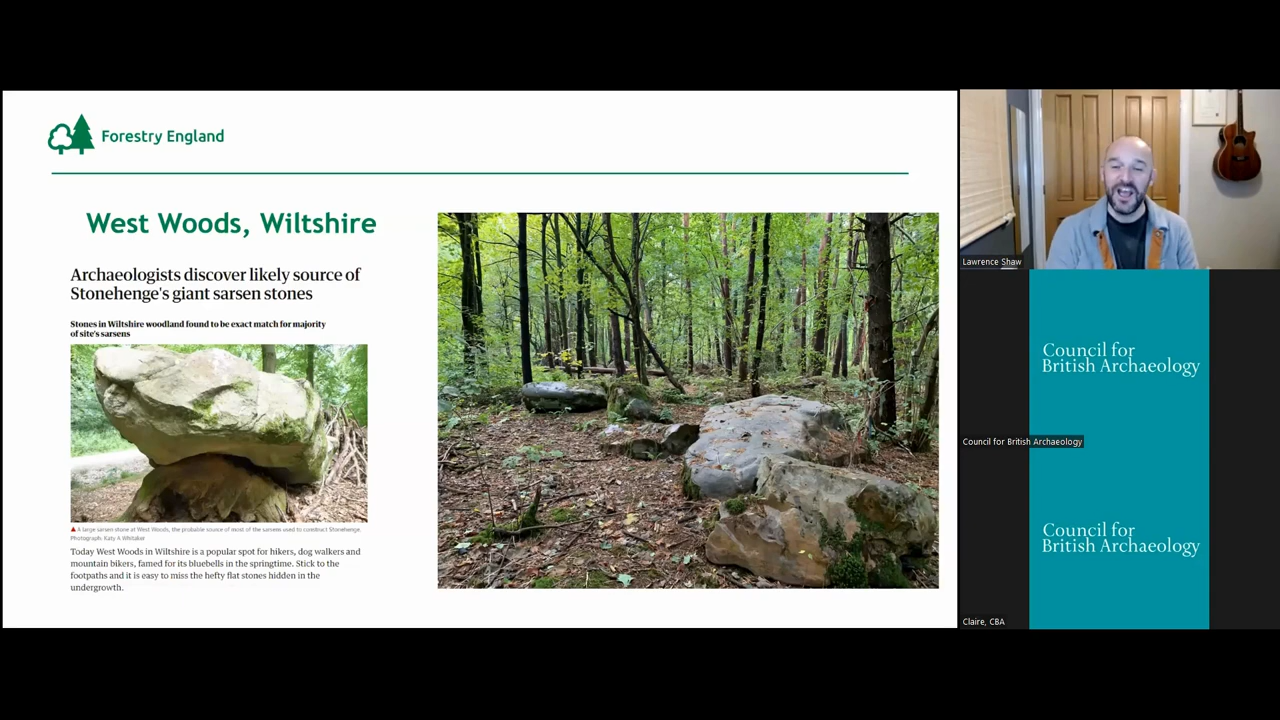 Forestry England
West Woods, Wiltshire
Archaeologists discover likely source of
Stonehenge's giant sarsen stones
Stones in Wiltshire woodland found to be exact match for majority
of site's sarsens
▲ A large sarsen stone at West Woods, the probable source of most of the sarsens used to construct Stonehenge.
Photograph: Katy A Whitaker
Today West Woods in Wiltshire is a popular spot for hikers, dog walkers and
mountain bikers, famed for its bluebells in the springtime. Stick to the
footpaths and it is easy to miss the hefty flat stones hidden in the
undergrowth.
Lawrence Shaw
Council for
British Archaeology
Council for British Archaeology
Council for
British Archaeology
Claire, CBA